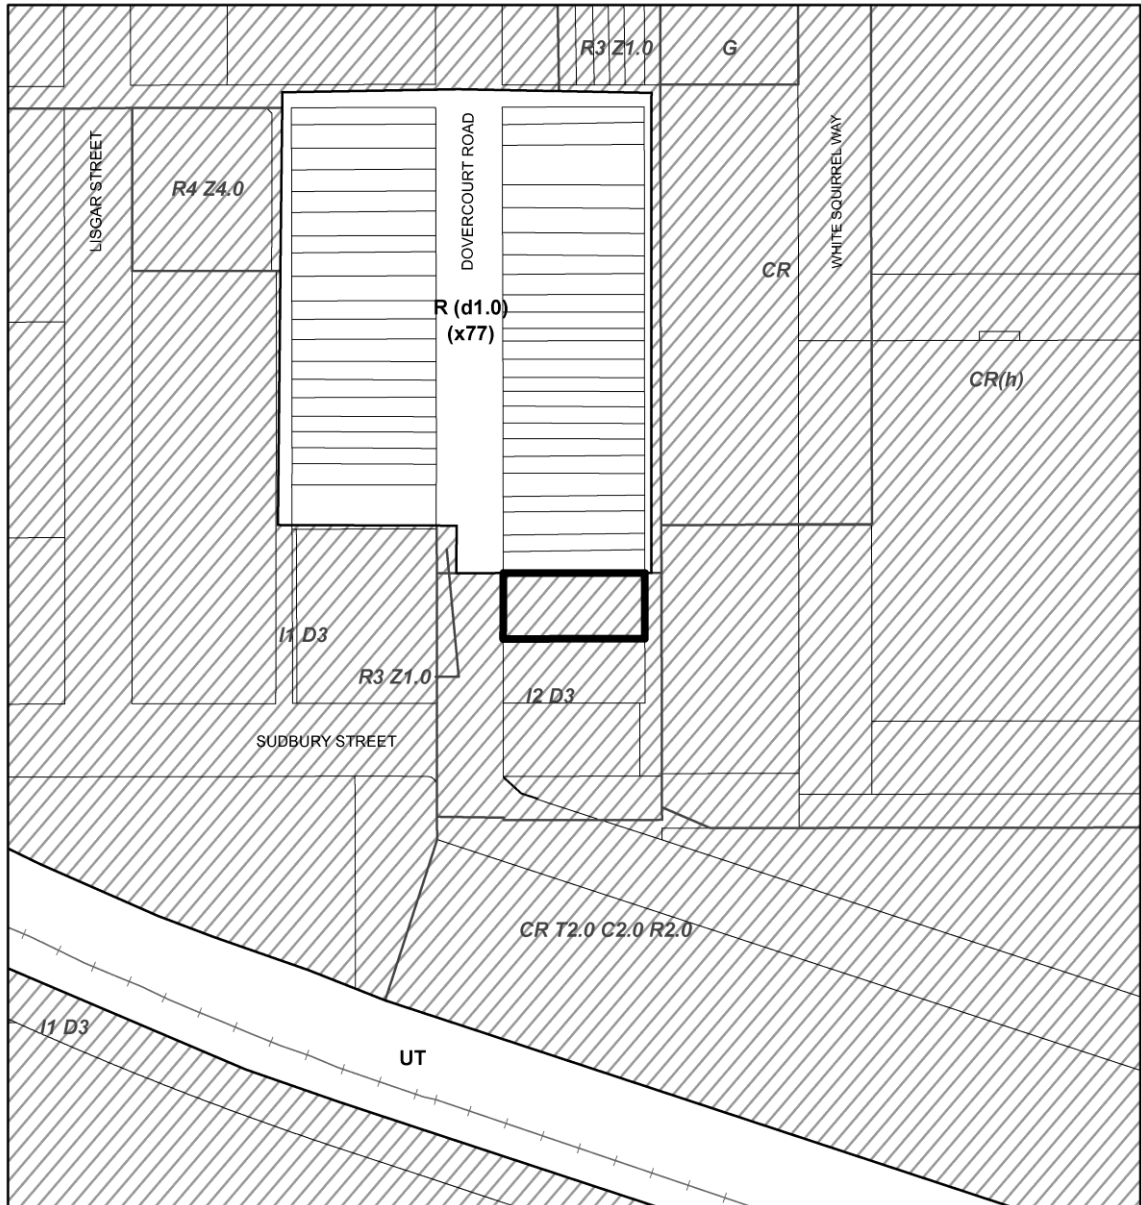 R3 Z1.0
G
LISGAR STREET
R4 Z4.0
DOVERCOURT ROAD
WHITE SQUIRREL WAY
CR
R (d1.0)
(x77)
CR(h)
I1 D3
R3 Z1.0
I2 D3
SUDBURY STREET
CR T2.0 C2.0 R2.0
I1 D3
UT